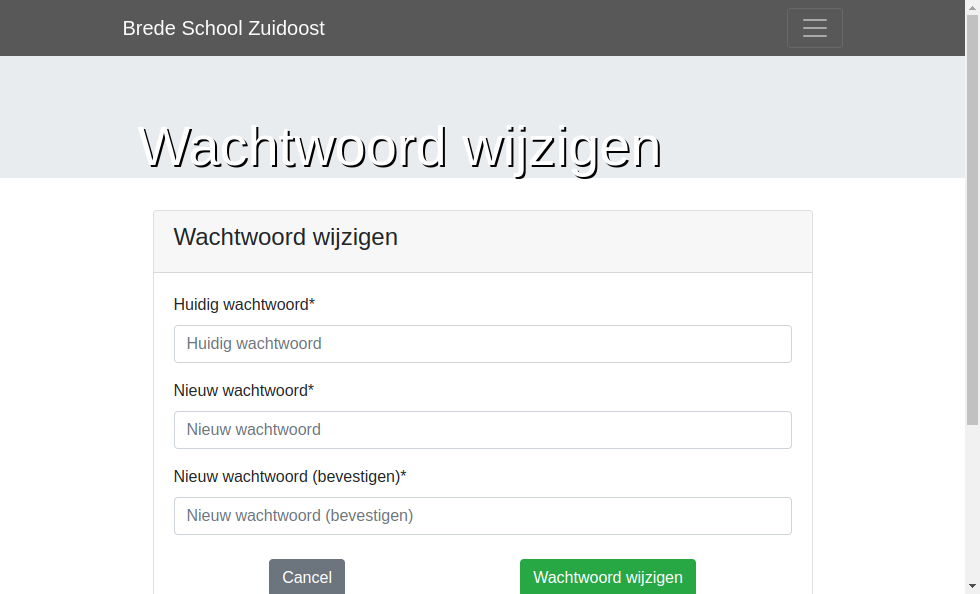 Brede School Zuidoost
Wachtwoord wijzigen
Wachtwoord wijzigen
Huidig wachtwoord*
Huidig wachtwoord
Nieuw wachtwoord*
Nieuw wachtwoord
Nieuw wachtwoord (bevestigen)*
Nieuw wachtwoord (bevestigen)
Cancel Wachtwoord wijzigen